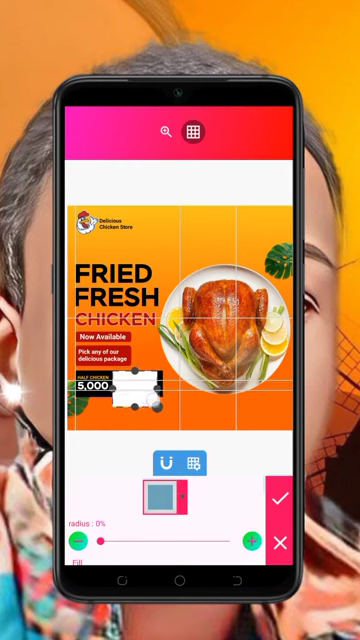 Delicious
Chicken Store
FRIED
FRESH
CHICKEN
Now Available
Pick any of our
delicious package
HALF CHICKEN
5,000
radius : 0%
Fill